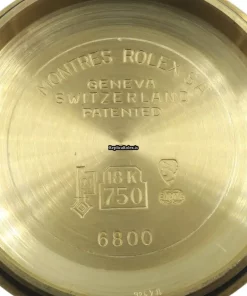 MONTRES ROLEX S.A.
GENEVA
SWITZERLAND
PATENTED
18 Kt
750
6800